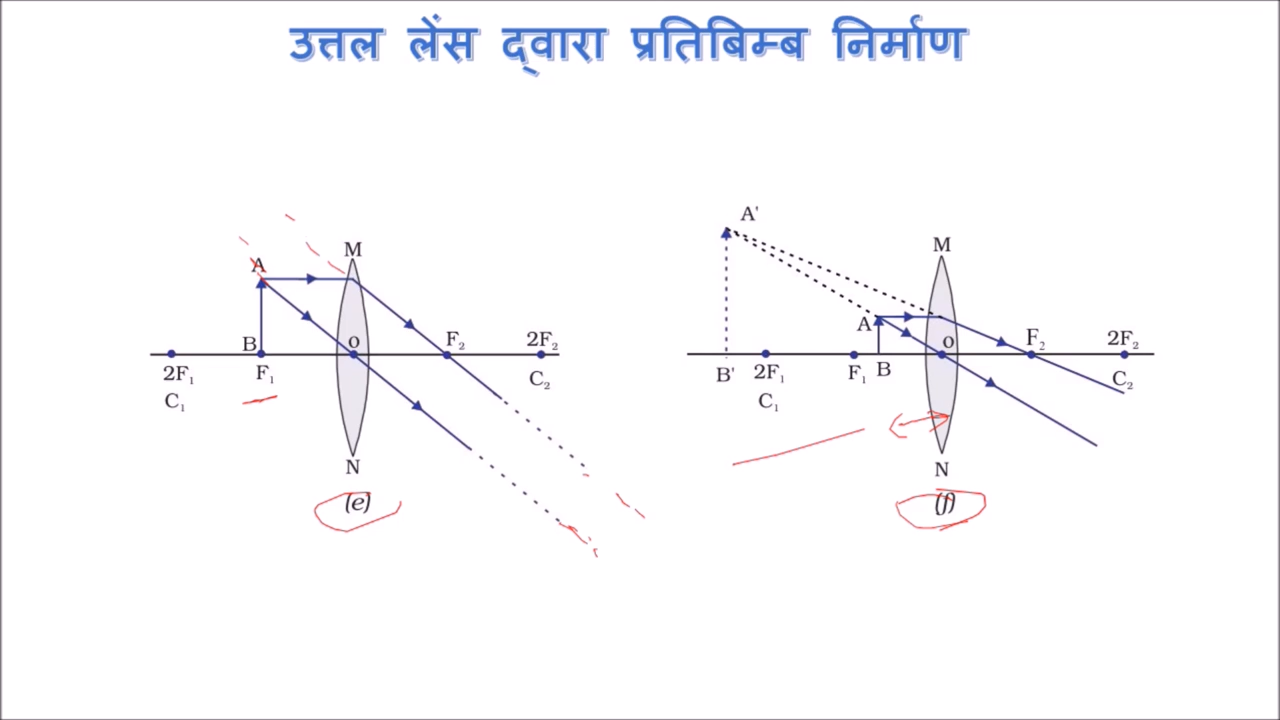 उत्तल लेंस द्वारा प्रतिबिम्ब निर्माण
A M
B O F₂ 2F₂
2F₁ F₁ C₂
C₁
N
(e)
A'
M
A O F₂ 2F₂
B' 2F₁ F₁ B C₂
C₁
N
(f)